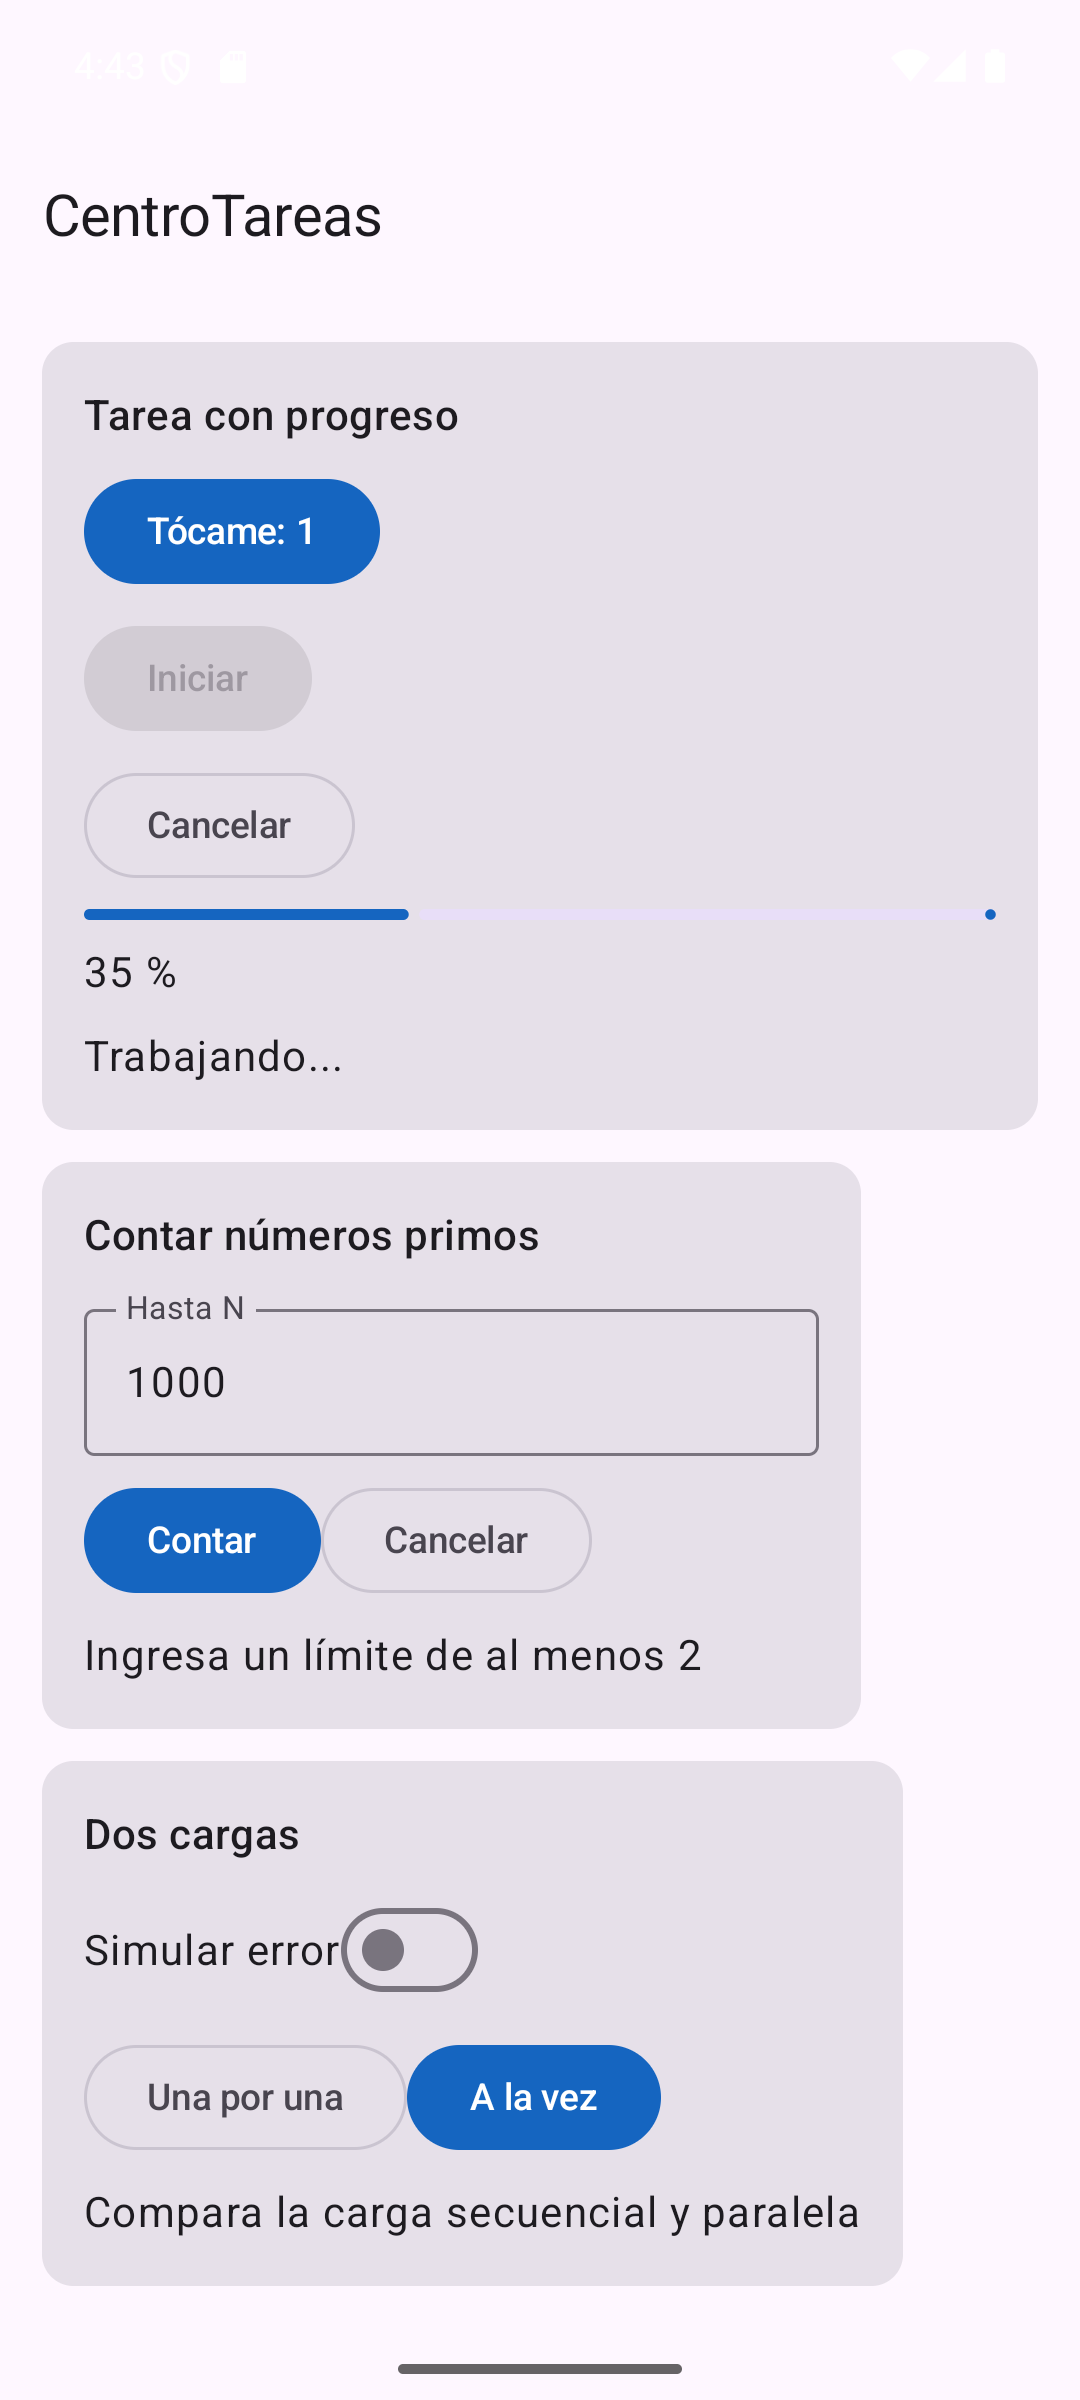 4:43
CentroTareas
Tarea con progreso
Tócame: 1
Iniciar
Cancelar
35 %
Trabajando...
Contar números primos
Hasta N
1000
Contar Cancelar
Ingresa un límite de al menos 2
Dos cargas
Simular error
Una por una A la vez
Compara la carga secuencial y paralela